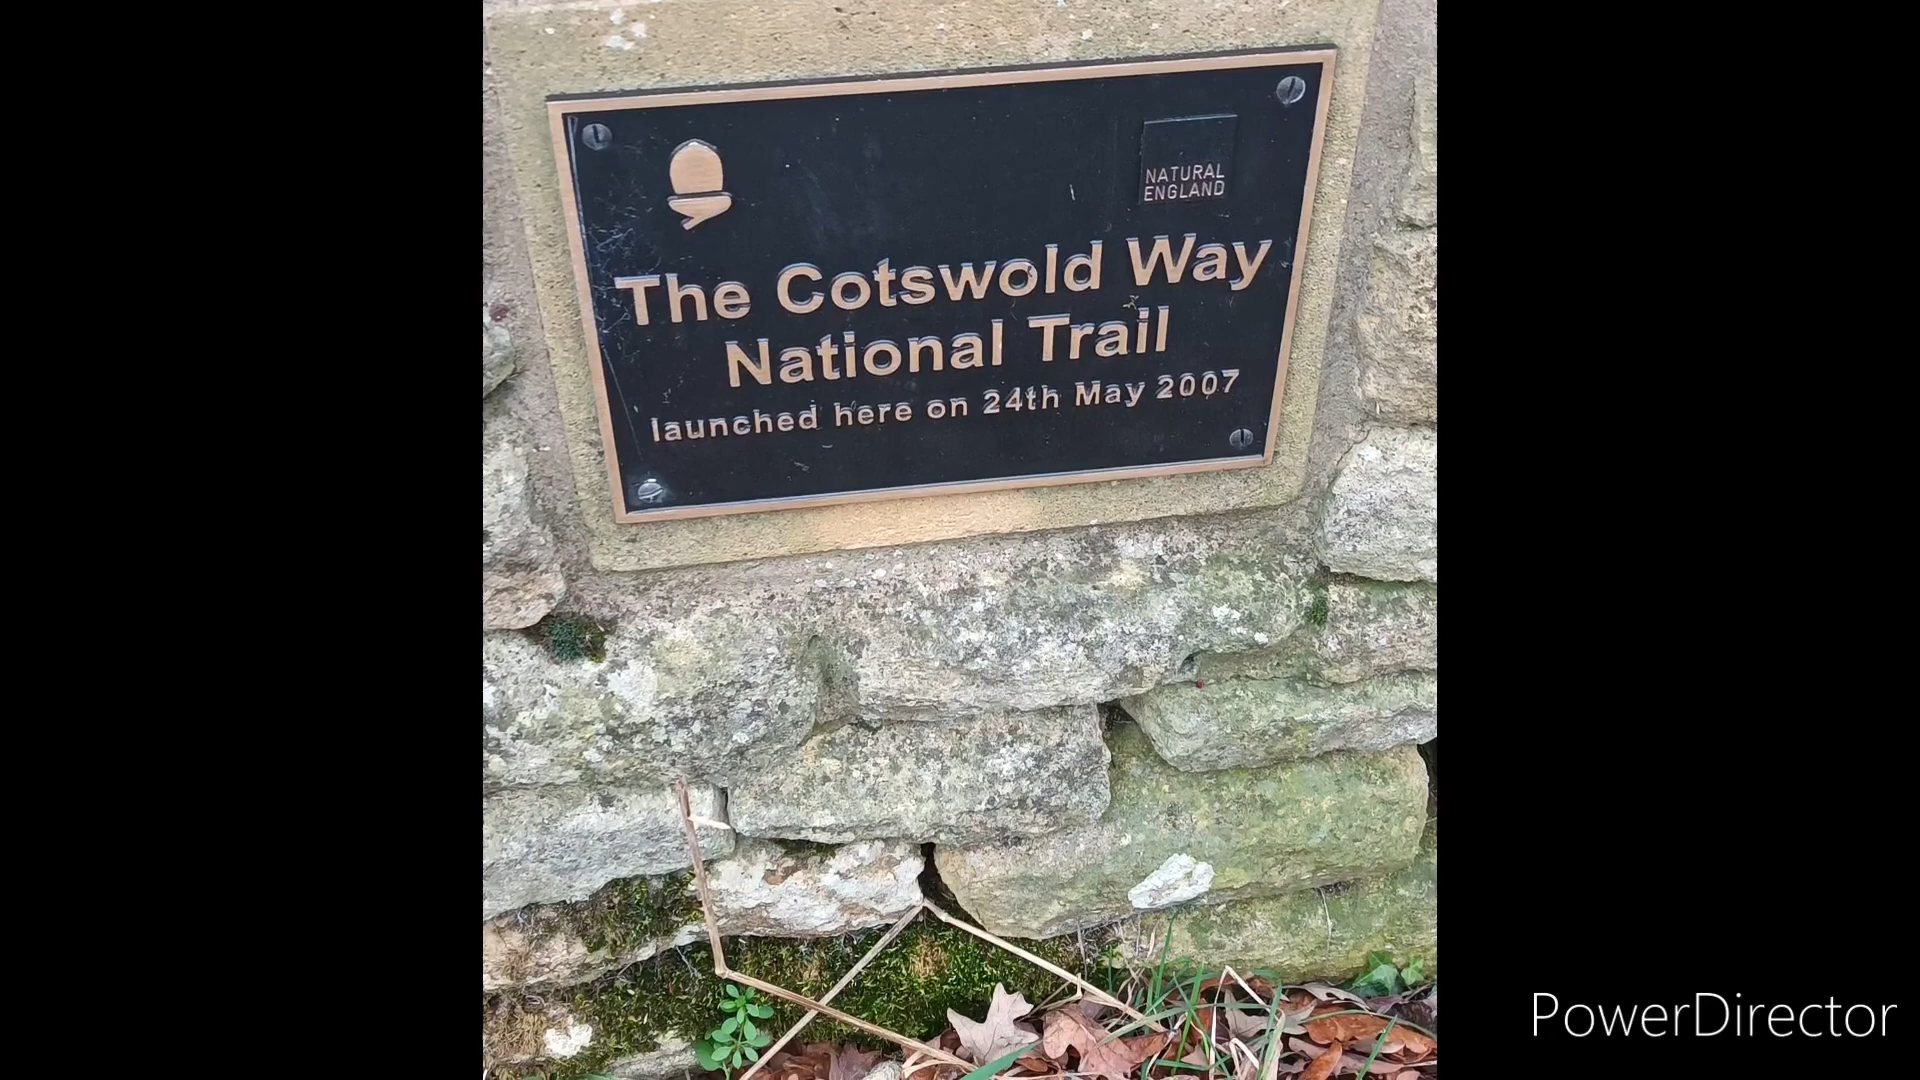 NATURAL
ENGLAND
The Cotswold Way
National Trail
launched here on 24th May 2007
PowerDirector